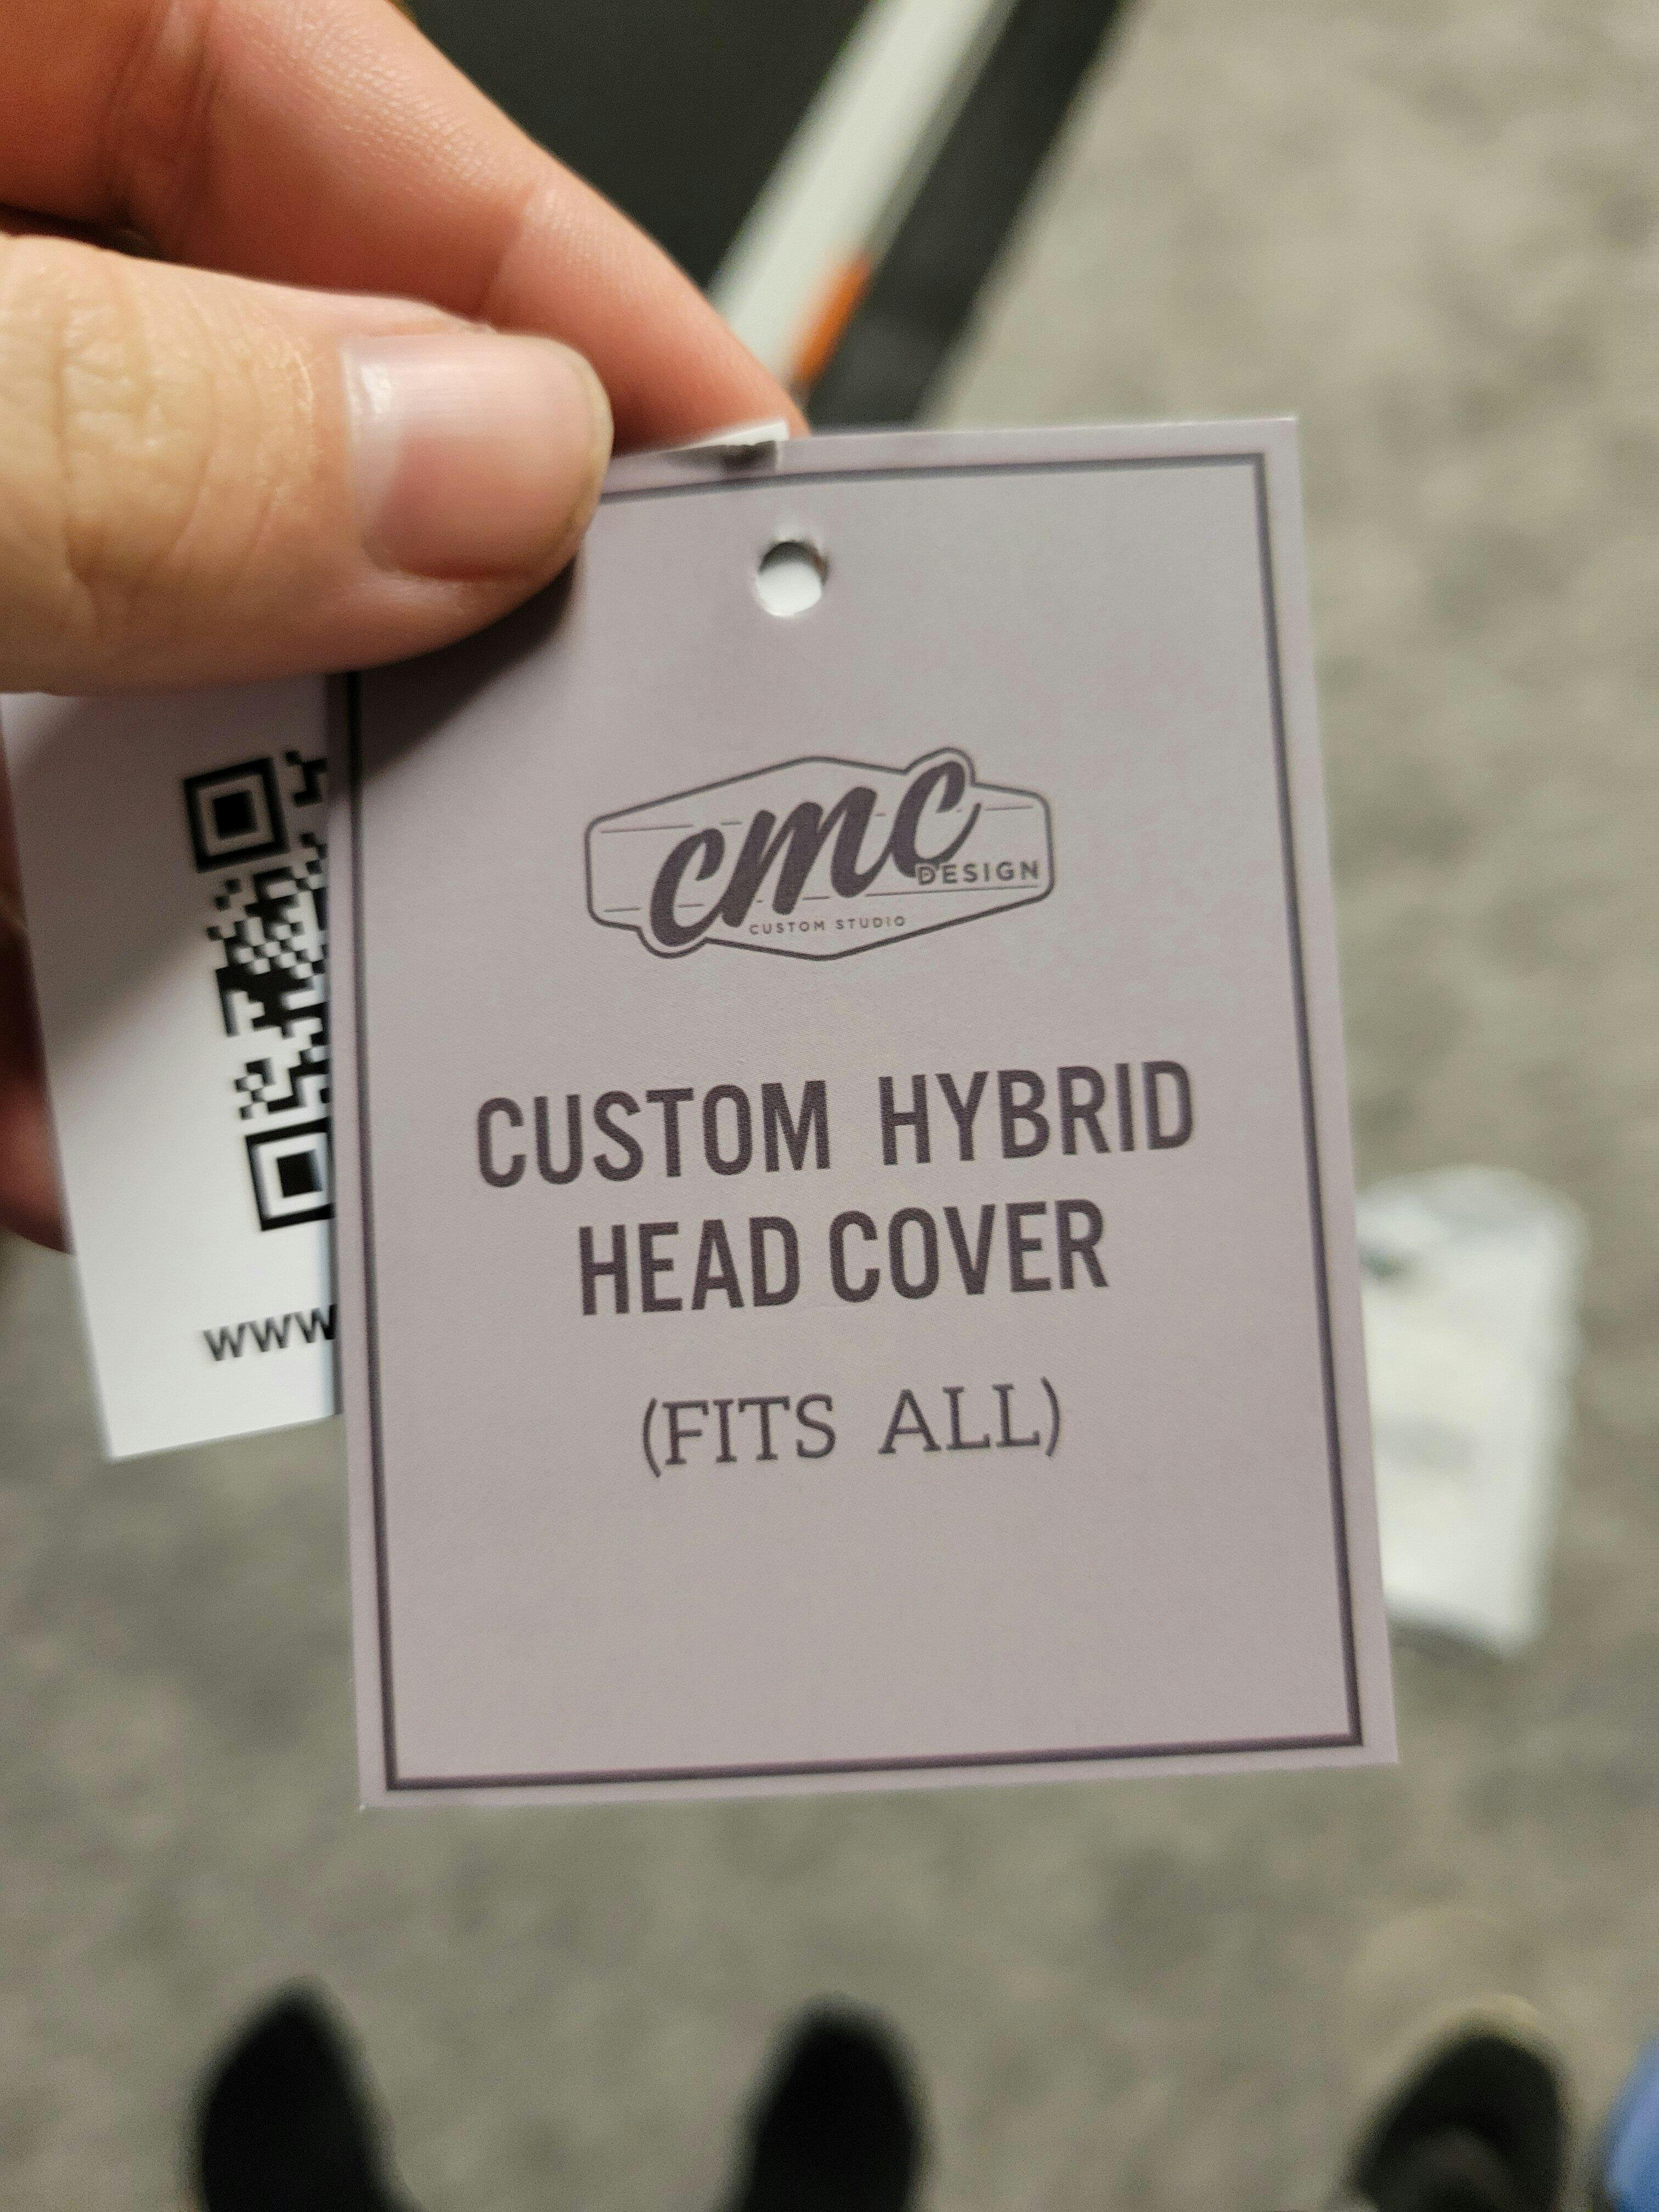 cmc
DESIGN
CUSTOM STUDIO
CUSTOM HYBRID
HEAD COVER
(FITS ALL)
www